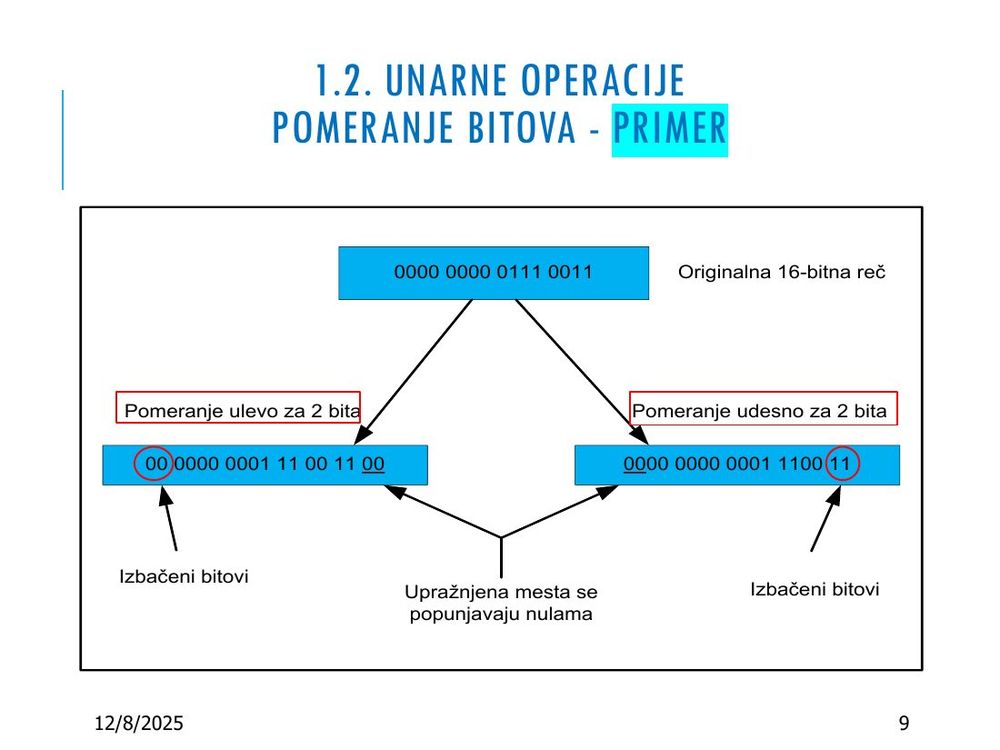 1.2. UNARNE OPERACIJE
POMERANJE BITOVA - PRIMER
0000 0000 0111 0011
Originalna 16-bitna reč
Pomeranje ulevo za 2 bita
Pomeranje udesno za 2 bita
00 0000 0001 11 00 11 00
0000 0000 0001 1100 11
Izbačeni bitovi
Upražnjena mesta se
popunjavaju nulama
Izbačeni bitovi
12/8/2025
9